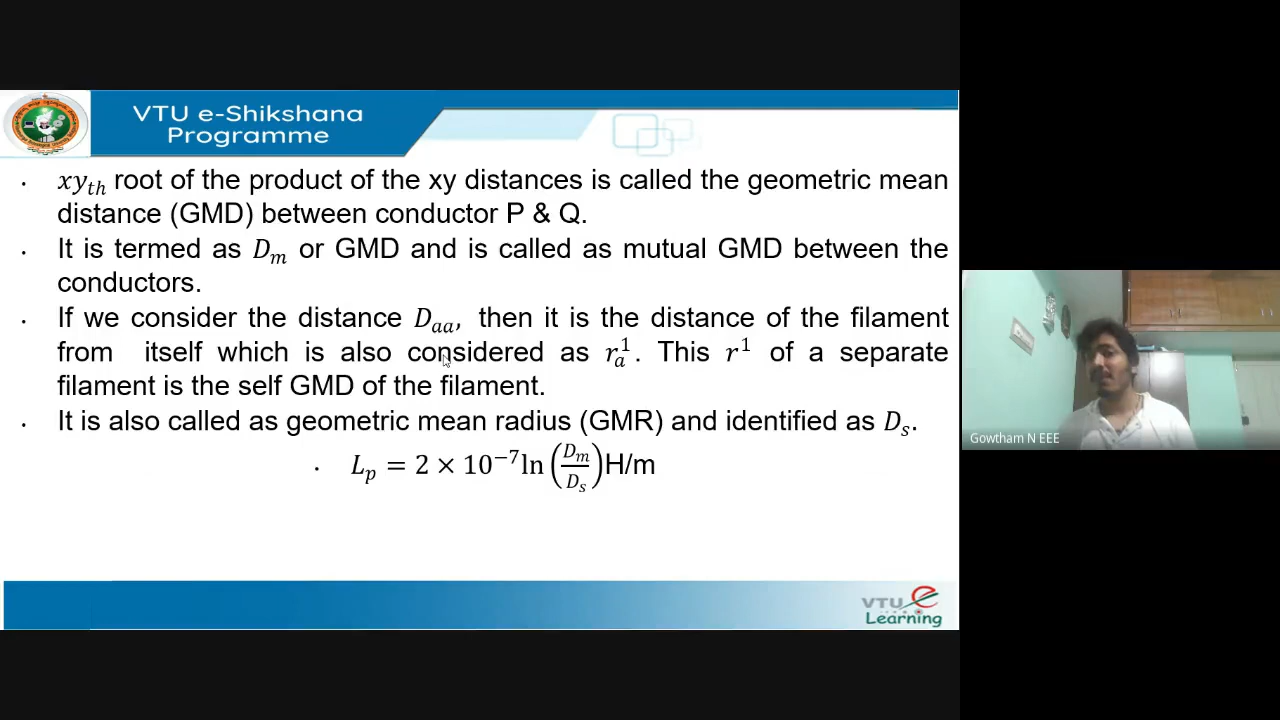 VTU e-Shikshana
Programme
· xy_th root of the product of the xy distances is called the geometric mean
distance (GMD) between conductor P & Q.
· It is termed as D_m or GMD and is called as mutual GMD between the
conductors.
· If we consider the distance D_aa, then it is the distance of the filament
from itself which is also considered as r_a^1. This r^1 of a separate
filament is the self GMD of the filament.
· It is also called as geometric mean radius (GMR) and identified as D_s.
· L_p = 2 × 10^−7 ln (D_m/D_s) H/m
VTU e
Learning
Gowtham N EEE